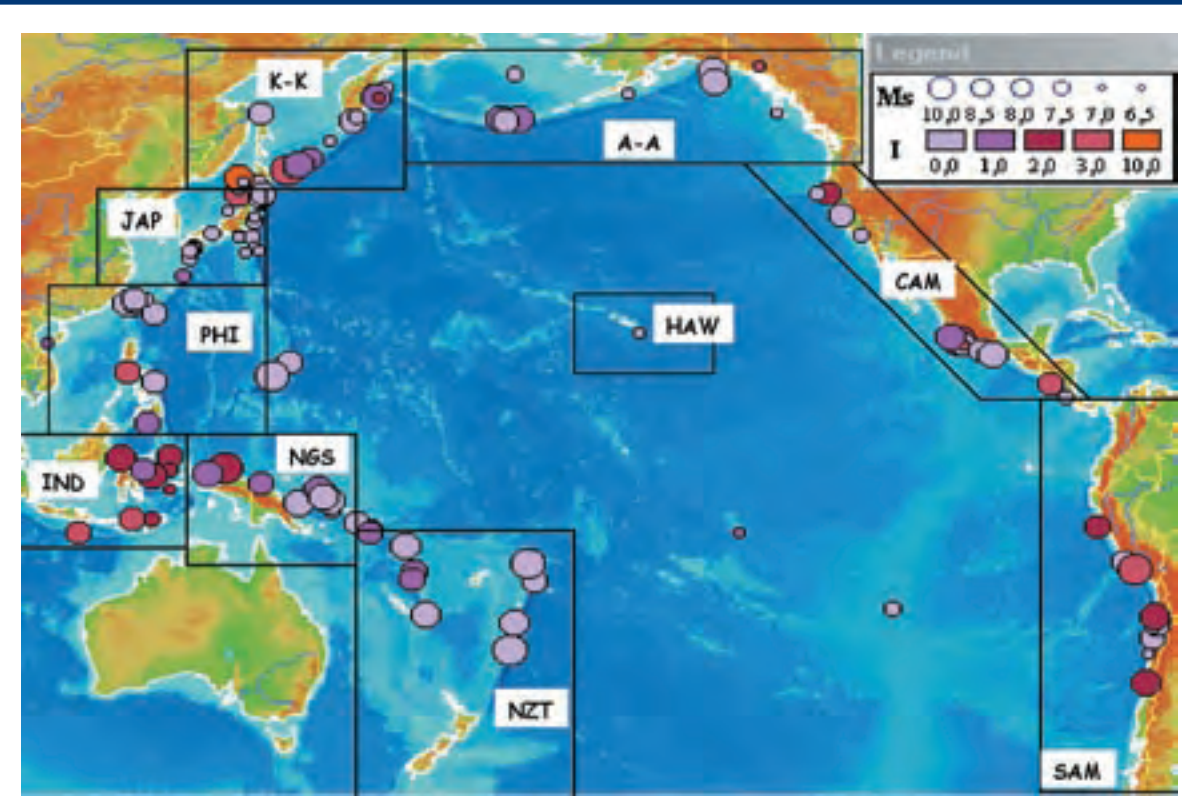 Legend
Ms
10,0 8,5 8,0 7,5 7,0 6,5
I
0,0 1,0 2,0 3,0 10,0
K-K
A-A
JAP
CAM
PHI
HAW
NGS
IND
NZT
SAM